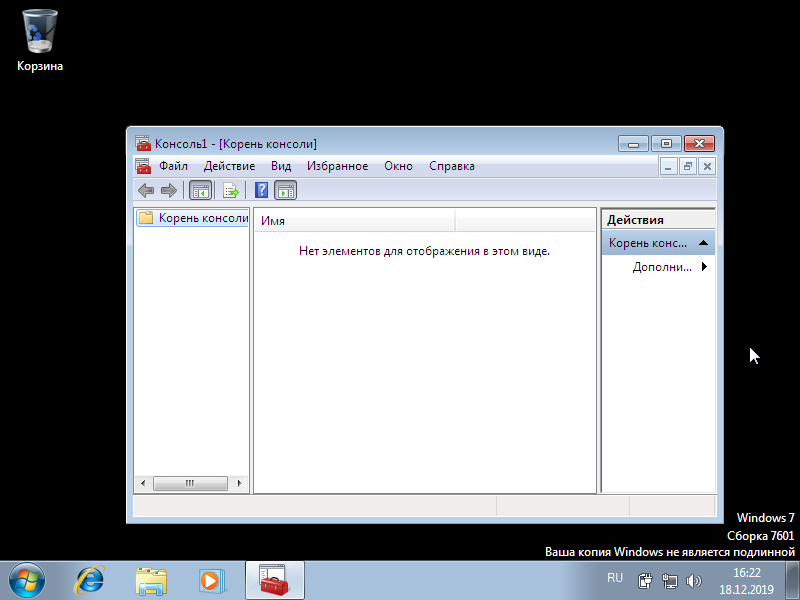 Корзина
Консоль1 - [Корень консоли]
Файл Действие Вид Избранное Окно Справка
Корень консоли
Имя
Нет элементов для отображения в этом виде.
Действия
Корень конс...
Дополни...
Windows 7
Сборка 7601
Ваша копия Windows не является подлинной
RU
16:22
18.12.2019